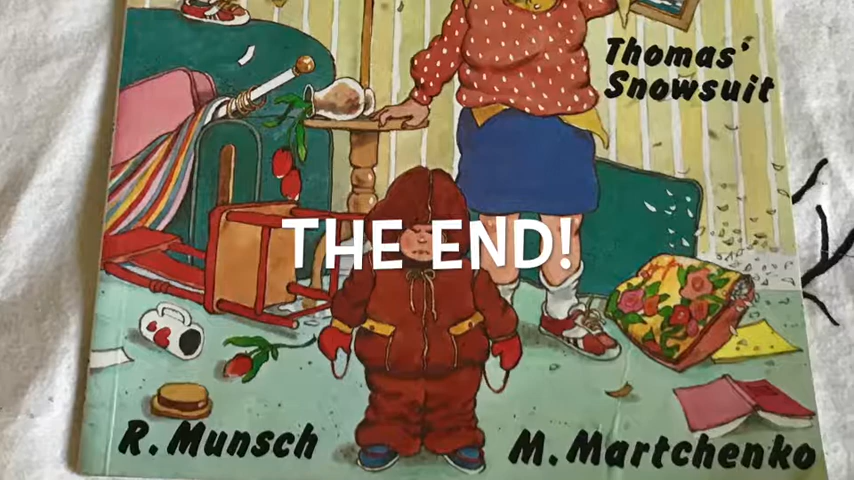 Thomas'
Snowsuit
THE END!
R. Munsch
M. Martchenko